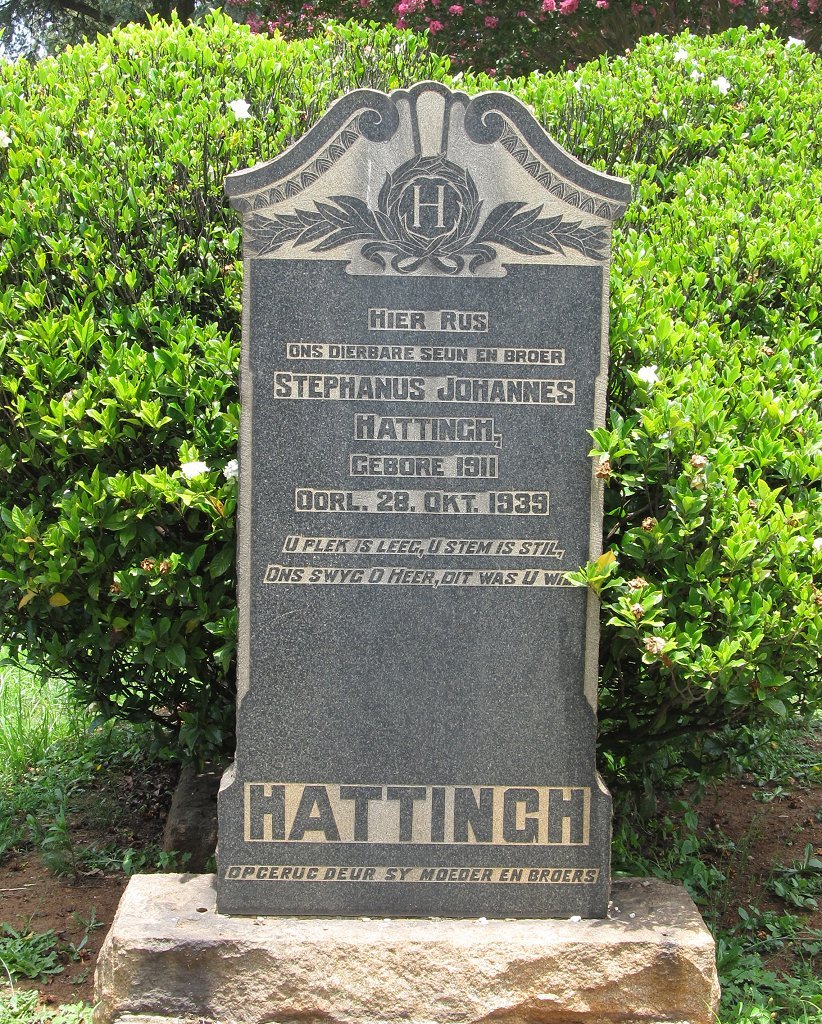 H
HIER RUS
ONS DIERBARE SEUN EN BROER
STEPHANUS JOHANNES
HATTINGH,
GEBORE 1911
OORL. 28. OKT. 1939
U PLEK IS LEEG, U STEM IS STIL,
ONS SWYG O HEER, DIT WAS U
HATTINGH
OPGERUG DEUR SY MOEDER EN BROERS